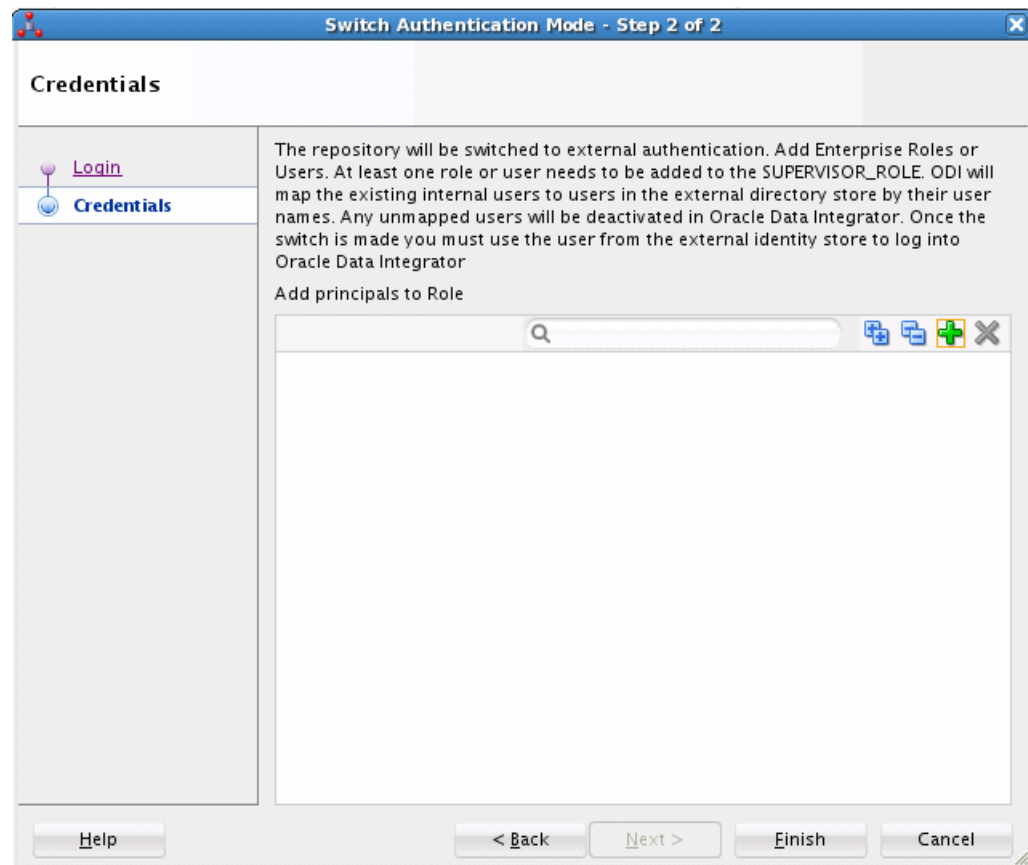 Switch Authentication Mode - Step 2 of 2
Credentials
Login
Credentials
The repository will be switched to external authentication. Add Enterprise Roles or
Users. At least one role or user needs to be added to the SUPERVISOR_ROLE. ODI will
map the existing internal users to users in the external directory store by their user
names. Any unmapped users will be deactivated in Oracle Data Integrator. Once the
switch is made you must use the user from the external identity store to log into
Oracle Data Integrator
Add principals to Role
Help
< Back
Next >
Finish
Cancel